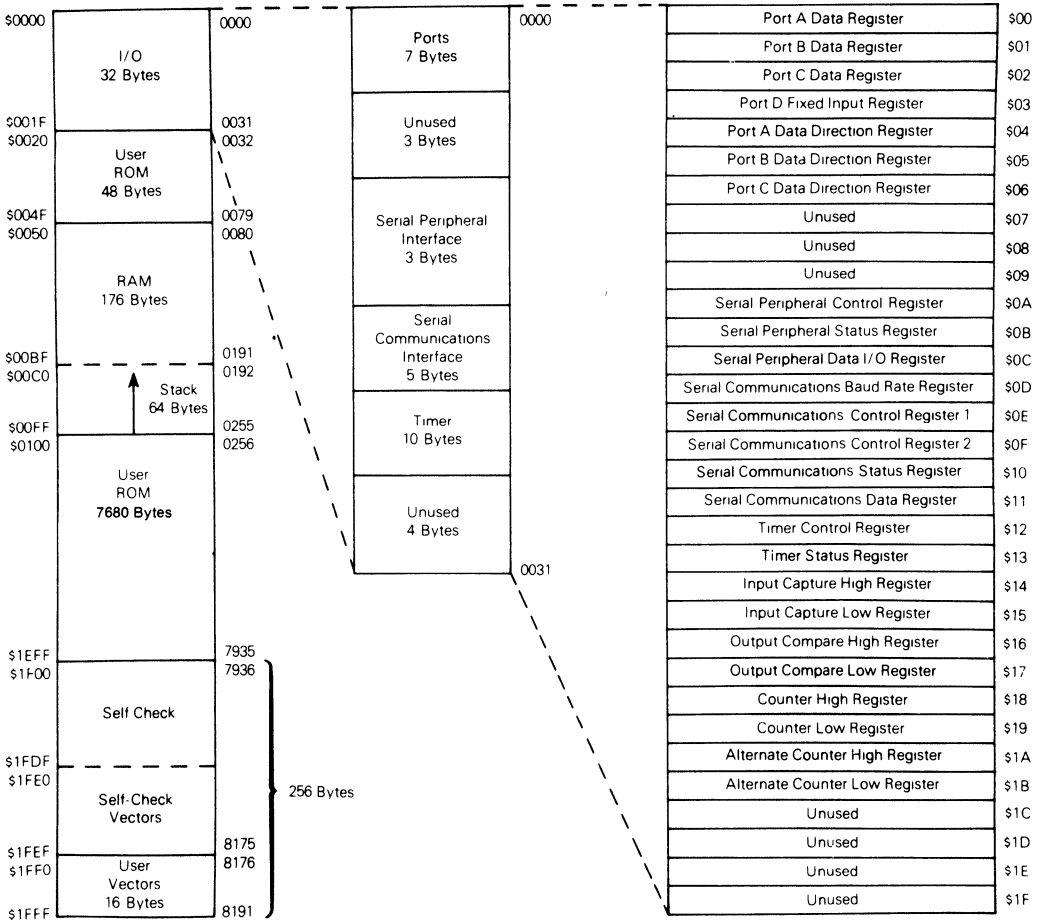 $0000
0000
I/O
32 Bytes
$001F
0031
$0020
0032
User
ROM
48 Bytes
$004F
0079
$0050
0080
RAM
176 Bytes
$00BF
0191
$00C0
0192
Stack
64 Bytes
$00FF
0255
$0100
0256
User
ROM
7680 Bytes
$1EFF
7935
$1F00
7936
Self Check
$1FDF
$1FE0
Self-Check
Vectors
256 Bytes
$1FEF
8175
$1FF0
8176
User
Vectors
16 Bytes
$1FFF
8191
0000
Ports
7 Bytes
Unused
3 Bytes
Serial Peripheral
Interface
3 Bytes
Serial
Communications
Interface
5 Bytes
Timer
10 Bytes
Unused
4 Bytes
0031
Port A Data Register $00
Port B Data Register $01
Port C Data Register $02
Port D Fixed Input Register $03
Port A Data Direction Register $04
Port B Data Direction Register $05
Port C Data Direction Register $06
Unused $07
Unused $08
Unused $09
Serial Peripheral Control Register $0A
Serial Peripheral Status Register $0B
Serial Peripheral Data I/O Register $0C
Serial Communications Baud Rate Register $0D
Serial Communications Control Register 1 $0E
Serial Communications Control Register 2 $0F
Serial Communications Status Register $10
Serial Communications Data Register $11
Timer Control Register $12
Timer Status Register $13
Input Capture High Register $14
Input Capture Low Register $15
Output Compare High Register $16
Output Compare Low Register $17
Counter High Register $18
Counter Low Register $19
Alternate Counter High Register $1A
Alternate Counter Low Register $1B
Unused $1C
Unused $1D
Unused $1E
Unused $1F